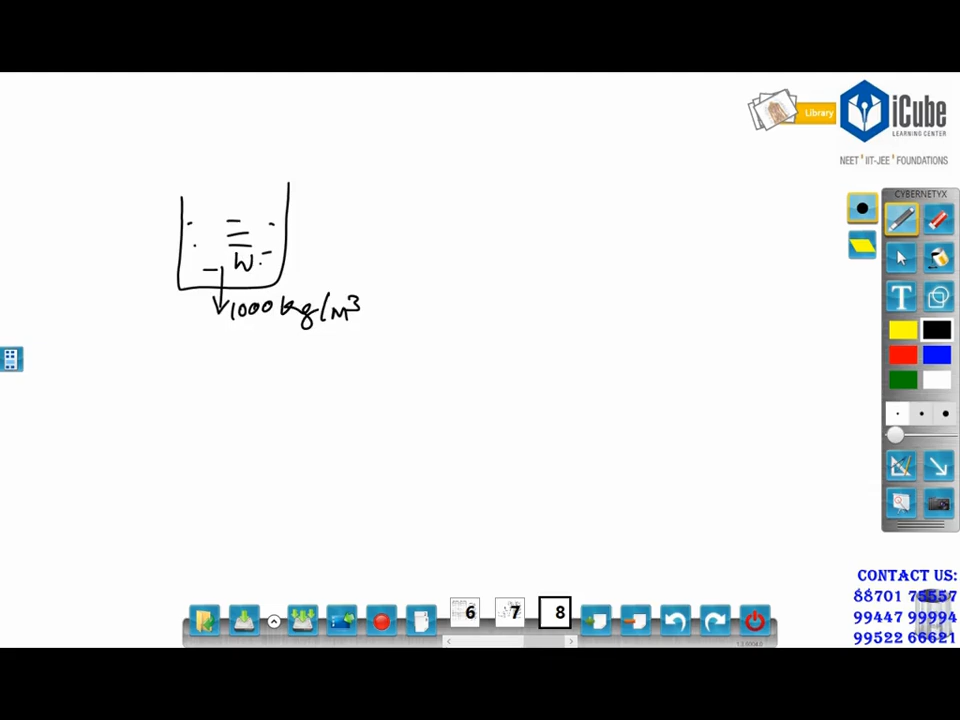 Library
iCube
LEARNING CENTER
NEET ' IIT-JEE ' FOUNDATIONS
CYBERNETYX
W
1000 kg/m³
T
6 7 8
CONTACT US:
88701 75557
99447 99994
99522 66621